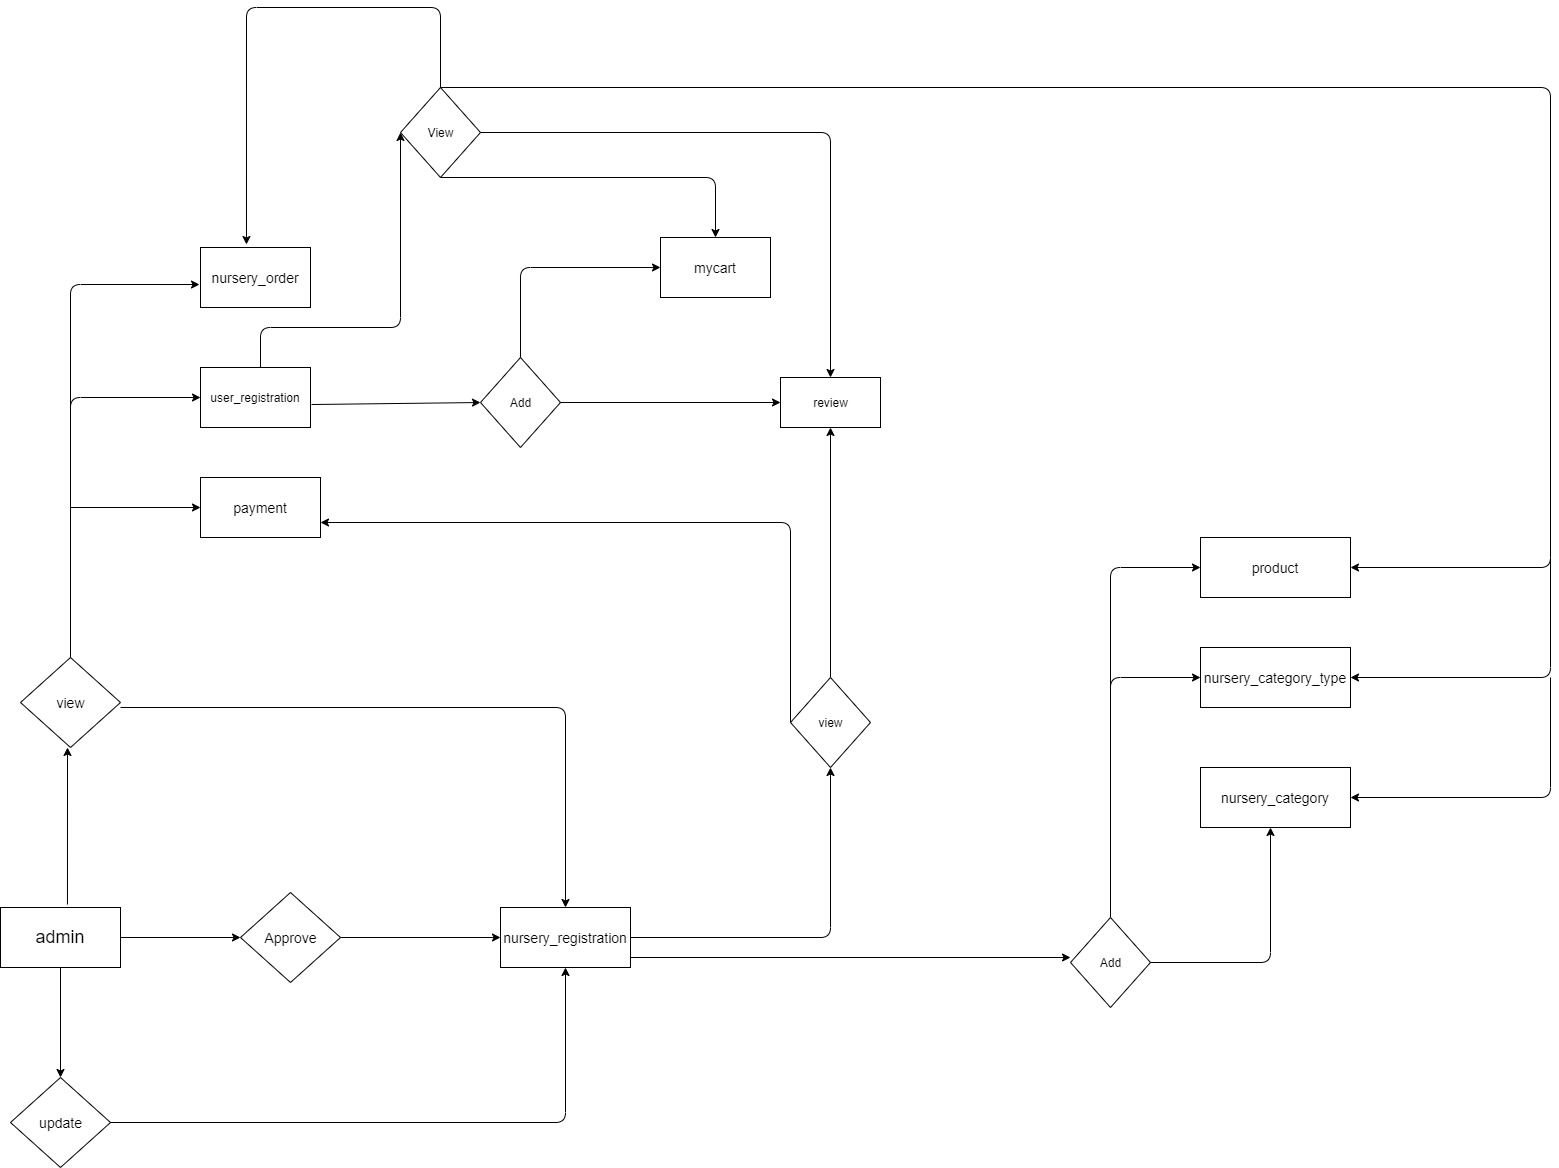 View
nursery_order
mycart
user_registration
Add
review
payment
product
nursery_category_type
view
view
nursery_category
admin
Approve
nursery_registration
Add
update